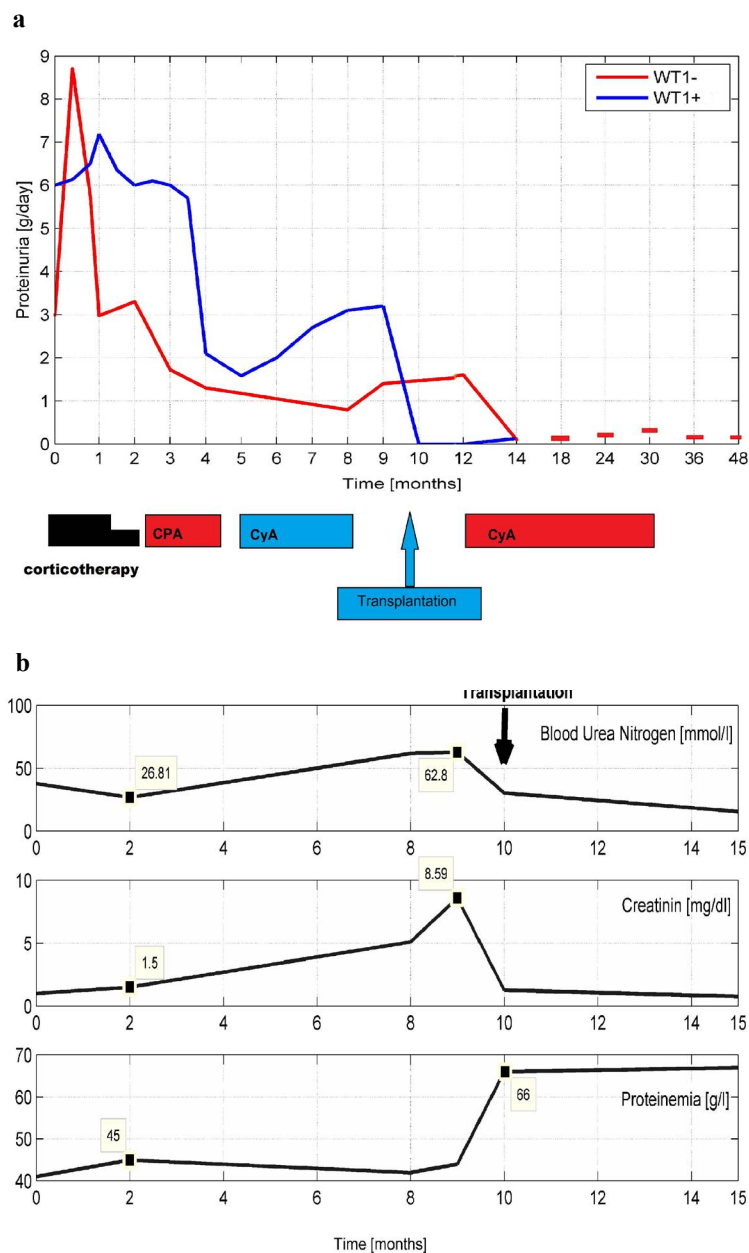 a
9
8
7
6
5
4
3
2
1
0
Proteinuria [g/day]
WT1-
WT1+
0 1 2 3 4 5 6 7 8 9 10 12 14 18 24 30 36 48
Time [months]
CPA CyA CyA
corticotherapy
Transplantation
b
Transplantation
100
50
0
Blood Urea Nitrogen [mmol/l]
26.81
62.8
0 2 4 6 8 10 12 14 15
10
5
0
Creatinin [mg/dl]
8.59
1.5
0 2 4 6 8 10 12 14 15
70
60
50
40
Proteinemia [g/l]
45
66
0 2 4 6 8 10 12 14 15
Time [months]